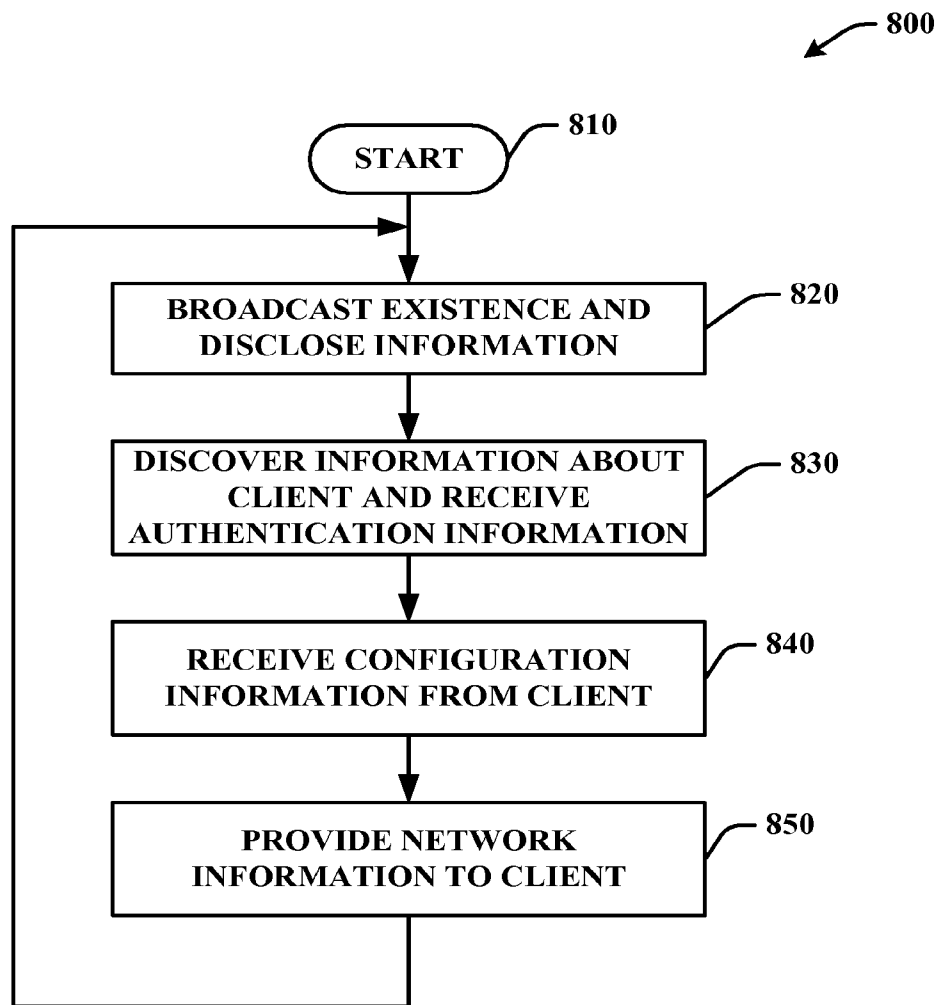 800
START
810
BROADCAST EXISTENCE AND
DISCLOSE INFORMATION
820
DISCOVER INFORMATION ABOUT
CLIENT AND RECEIVE
AUTHENTICATION INFORMATION
830
RECEIVE CONFIGURATION
INFORMATION FROM CLIENT
840
PROVIDE NETWORK
INFORMATION TO CLIENT
850